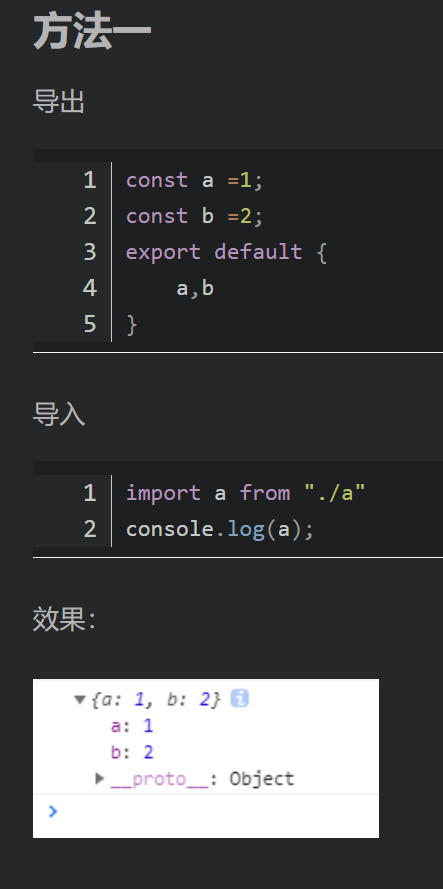 方法一
导出
1 const a =1;
2 const b =2;
3 export default {
4     a,b
5 }
导入
1 import a from "./a"
2 console.log(a);
效果：
▼{a: 1, b: 2} i
a: 1
b: 2
▶__proto__: Object
>